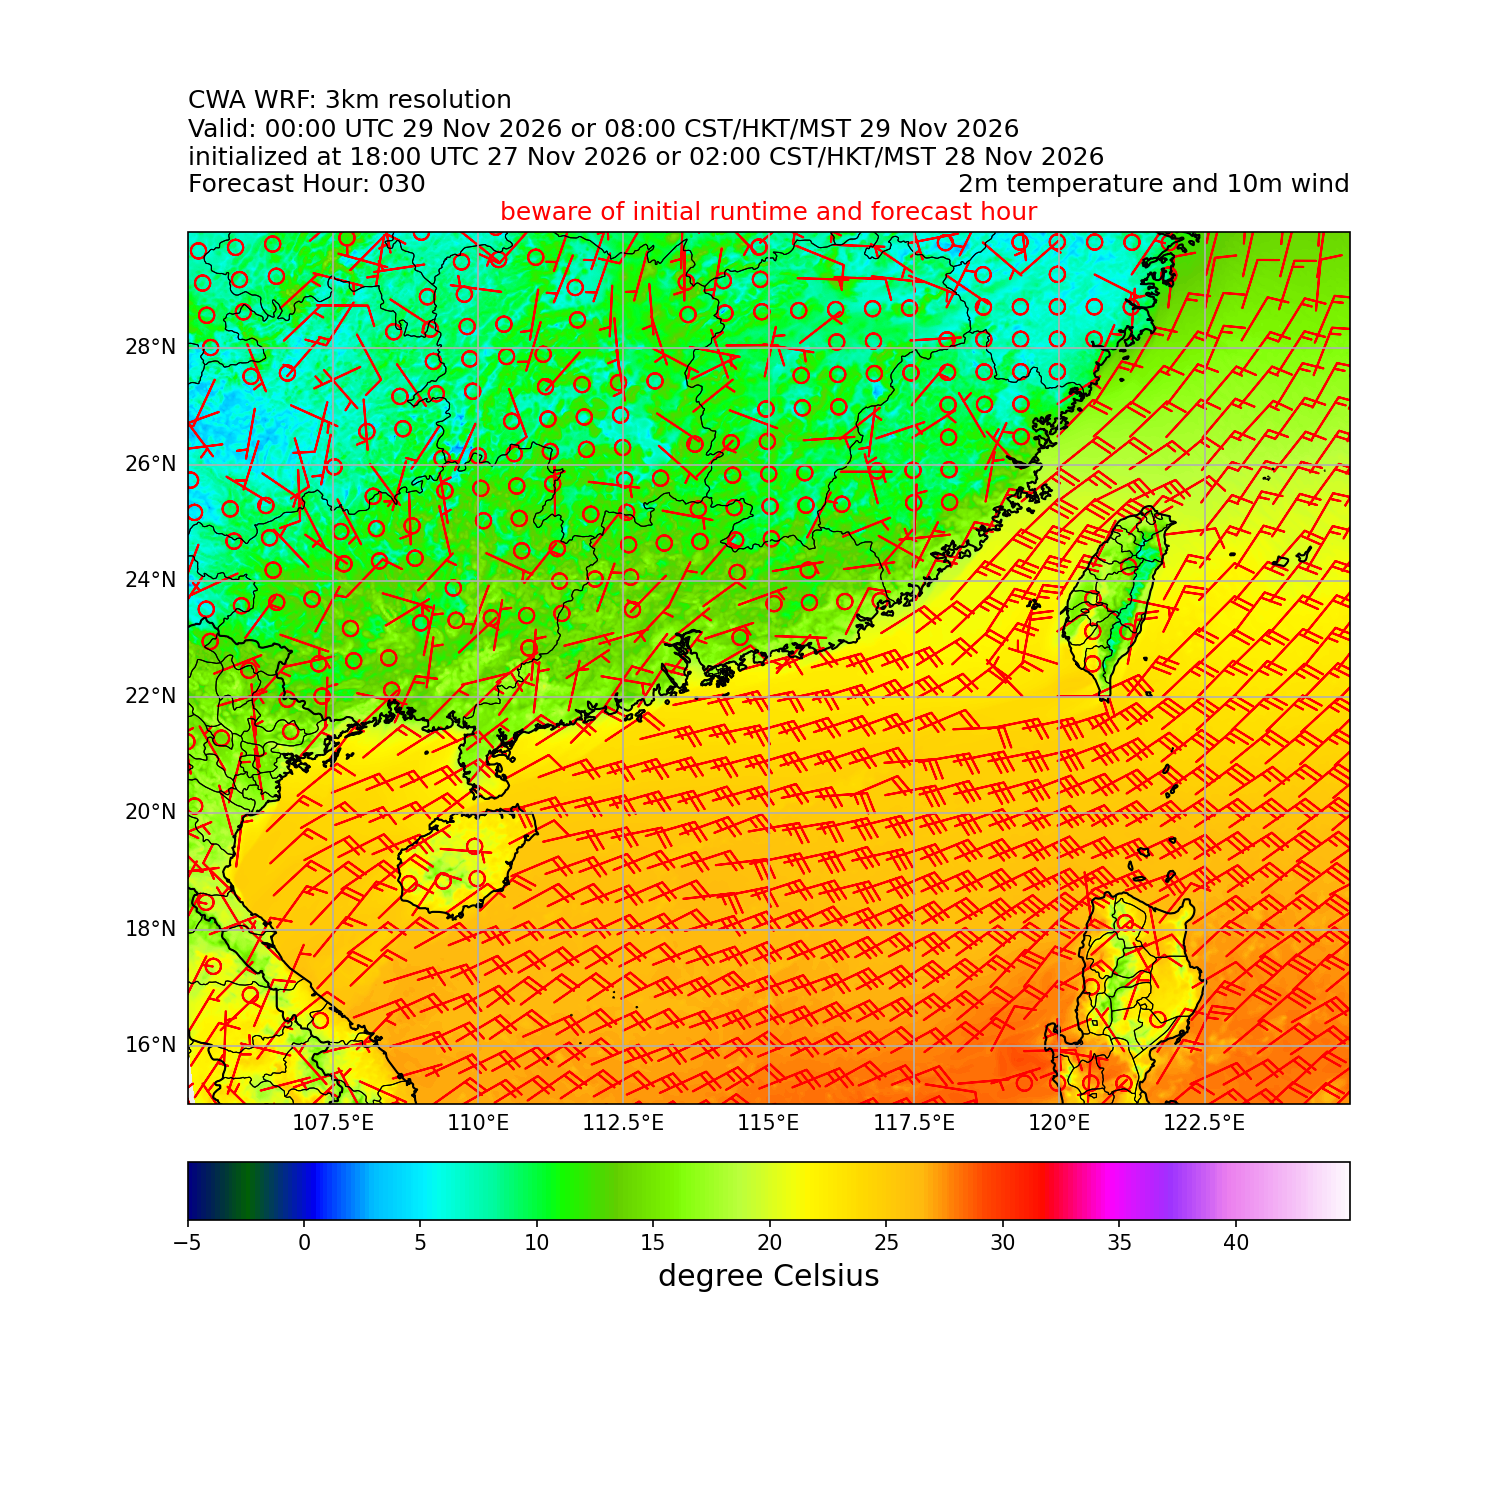 CWA WRF: 3km resolution
Valid: 00:00 UTC 29 Nov 2026 or 08:00 CST/HKT/MST 29 Nov 2026
initialized at 18:00 UTC 27 Nov 2026 or 02:00 CST/HKT/MST 28 Nov 2026
Forecast Hour: 030 2m temperature and 10m wind
beware of initial runtime and forecast hour
28°N
26°N
24°N
22°N
20°N
18°N
16°N
107.5°E 110°E 112.5°E 115°E 117.5°E 120°E 122.5°E
−5 0 5 10 15 20 25 30 35 40
degree Celsius